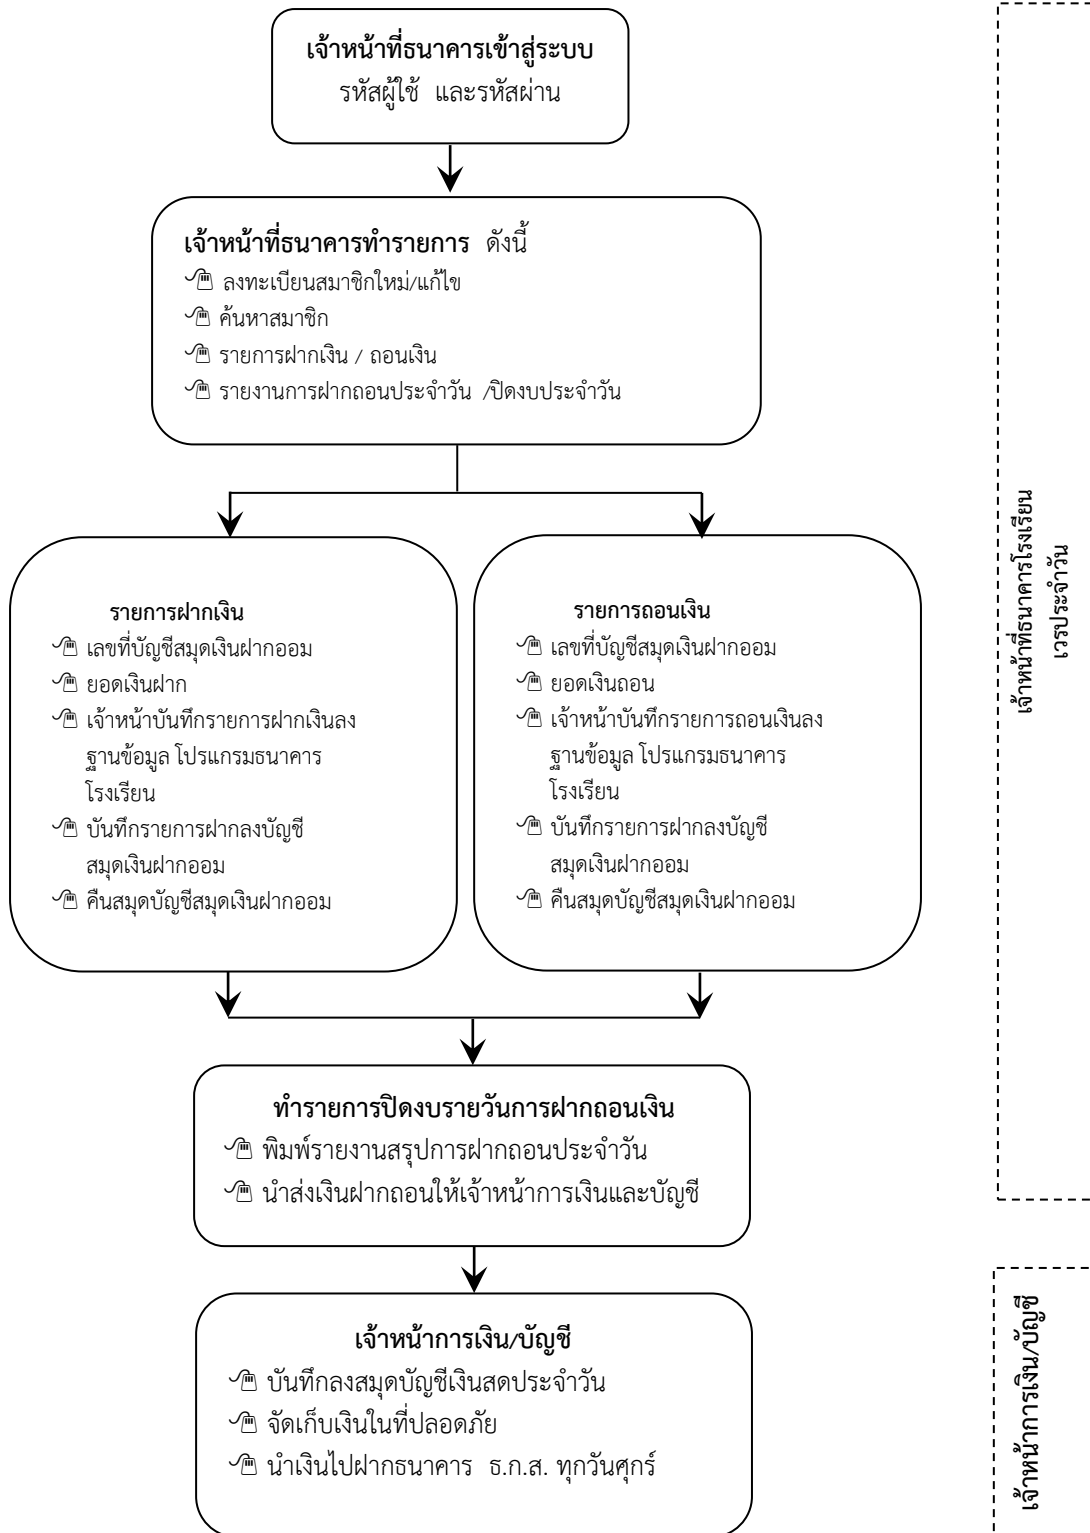 เจ้าหน้าที่ธนาคารเข้าสู่ระบบ
รหัสผู้ใช้ และรหัสผ่าน
เจ้าหน้าที่ธนาคารทำรายการ ดังนี้
ลงทะเบียนสมาชิกใหม่/แก้ไข
ค้นหาสมาชิก
รายการฝากเงิน / ถอนเงิน
รายงานการฝากถอนประจำวัน /ปิดงบประจำวัน
รายการฝากเงิน
เลขที่บัญชีสมุดเงินฝากออม
ยอดเงินฝาก
เจ้าหน้าบันทึกรายการฝากเงินลง
ฐานข้อมูล โปรแกรมธนาคาร
โรงเรียน
บันทึกรายการฝากลงบัญชี
สมุดเงินฝากออม
คืนสมุดบัญชีสมุดเงินฝากออม
รายการถอนเงิน
เลขที่บัญชีสมุดเงินฝากออม
ยอดเงินถอน
เจ้าหน้าบันทึกรายการถอนเงินลง
ฐานข้อมูล โปรแกรมธนาคาร
โรงเรียน
บันทึกรายการฝากลงบัญชี
สมุดเงินฝากออม
คืนสมุดบัญชีสมุดเงินฝากออม
ทำรายการปิดงบรายวันการฝากถอนเงิน
พิมพ์รายงานสรุปการฝากถอนประจำวัน
นำส่งเงินฝากถอนให้เจ้าหน้าการเงินและบัญชี
เจ้าหน้าการเงิน/บัญชี
บันทึกลงสมุดบัญชีเงินสดประจำวัน
จัดเก็บเงินในที่ปลอดภัย
นำเงินไปฝากธนาคาร ธ.ก.ส. ทุกวันศุกร์
เจ้าหน้าที่ธนาคารโรงเรียน
เวรประจำวัน
เจ้าหน้าการเงิน/บัญชี